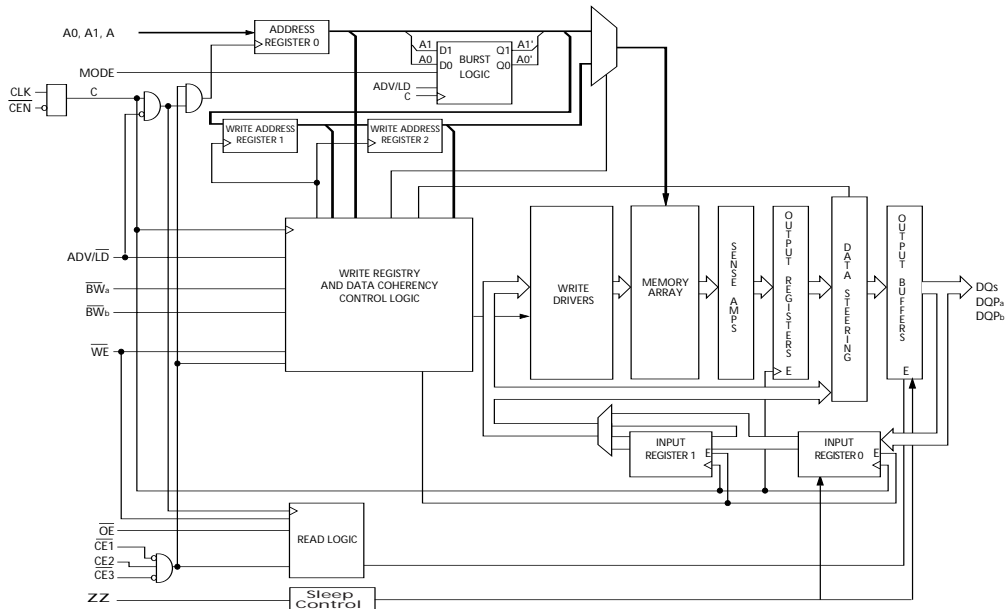 A0, A1, A
ADDRESS
REGISTER 0
MODE
A1
A0
D1
D0
BURST
LOGIC
Q1
Q0
A1'
A0'
ADV/LD
C
CLK
CEN
C
WRITE ADDRESS
REGISTER 1
WRITE ADDRESS
REGISTER 2
ADV/LD
BWa
BWb
WE
WRITE REGISTRY
AND DATA COHERENCY
CONTROL LOGIC
WRITE
DRIVERS
MEMORY
ARRAY
SENSE AMPS
OUTPUT REGISTERS
E
DATA STEERING
OUTPUT BUFFERS
E
DQs
DQPa
DQPb
INPUT
REGISTER 1
E
INPUT
REGISTER 0
E
OE
CE1
CE2
CE3
READ LOGIC
ZZ
Sleep
Control